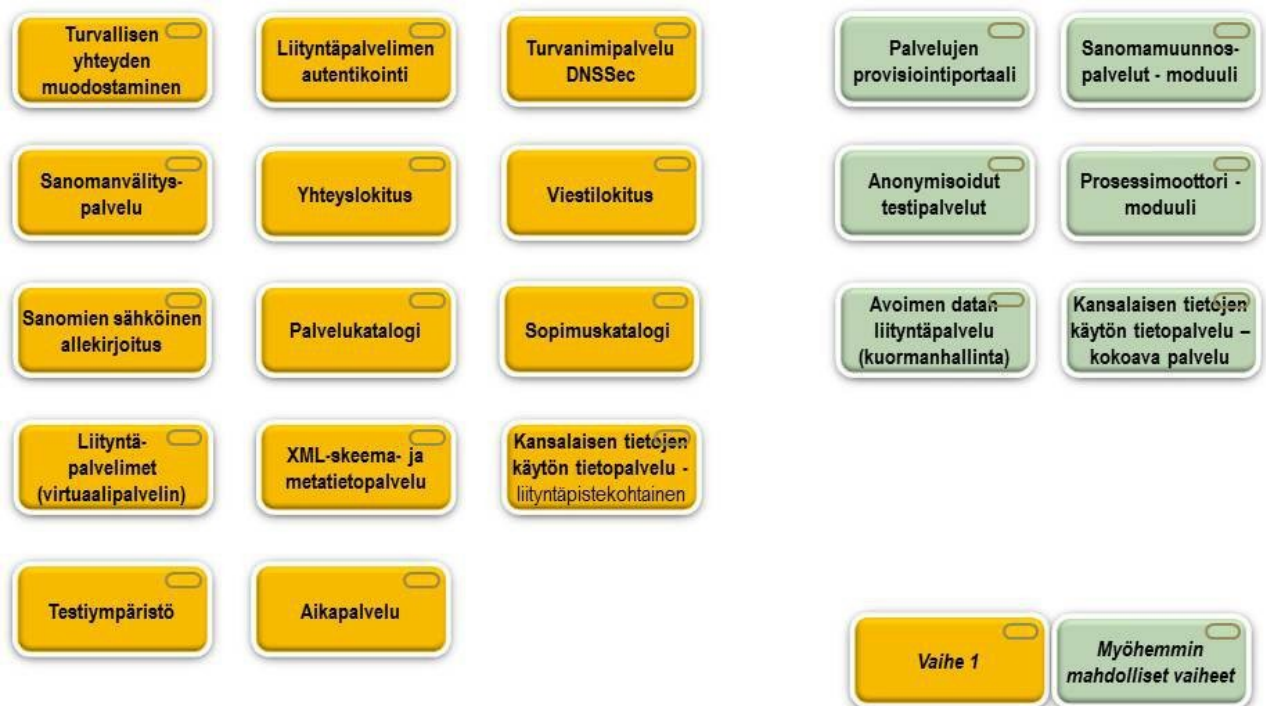 Turvallisen
yhteyden
muodostaminen
Liityntäpalvelimen
autentikointi
Turvanimipalvelu
DNSSec
Palvelujen
provisiointiportaali
Sanomamuunnos-
palvelut - moduuli
Sanomanvälitys-
palvelu
Yhteyslokitus
Viestilokitus
Anonymisoidut
testipalvelut
Prosessimoottori -
moduuli
Sanomien sähköinen
allekirjoitus
Palvelukatalogi
Sopimuskatalogi
Avoimen datan
liityntäpalvelu
(kuormanhallinta)
Kansalaisen tietojen
käytön tietopalvelu –
kokoava palvelu
Liityntä-
palvelimet
(virtuaalipalvelin)
XML-skeema- ja
metatietopalvelu
Kansalaisen tietojen
käytön tietopalvelu -
liityntäpistekohtainen
Testiympäristö
Aikapalvelu
Vaihe 1
Myöhemmin
mahdolliset vaiheet